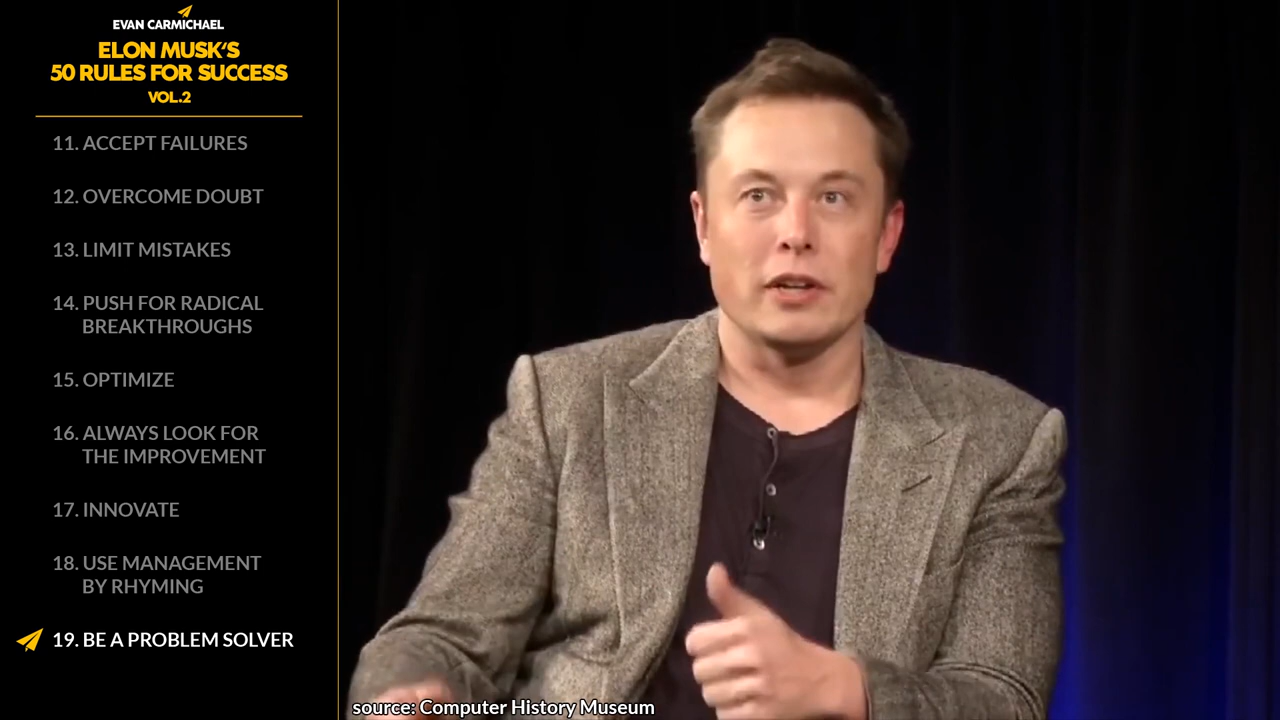 EVAN CARMICHAEL
ELON MUSK'S
50 RULES FOR SUCCESS
VOL.2
11. ACCEPT FAILURES
12. OVERCOME DOUBT
13. LIMIT MISTAKES
14. PUSH FOR RADICAL
BREAKTHROUGHS
15. OPTIMIZE
16. ALWAYS LOOK FOR
THE IMPROVEMENT
17. INNOVATE
18. USE MANAGEMENT
BY RHYMING
19. BE A PROBLEM SOLVER
source: Computer History Museum